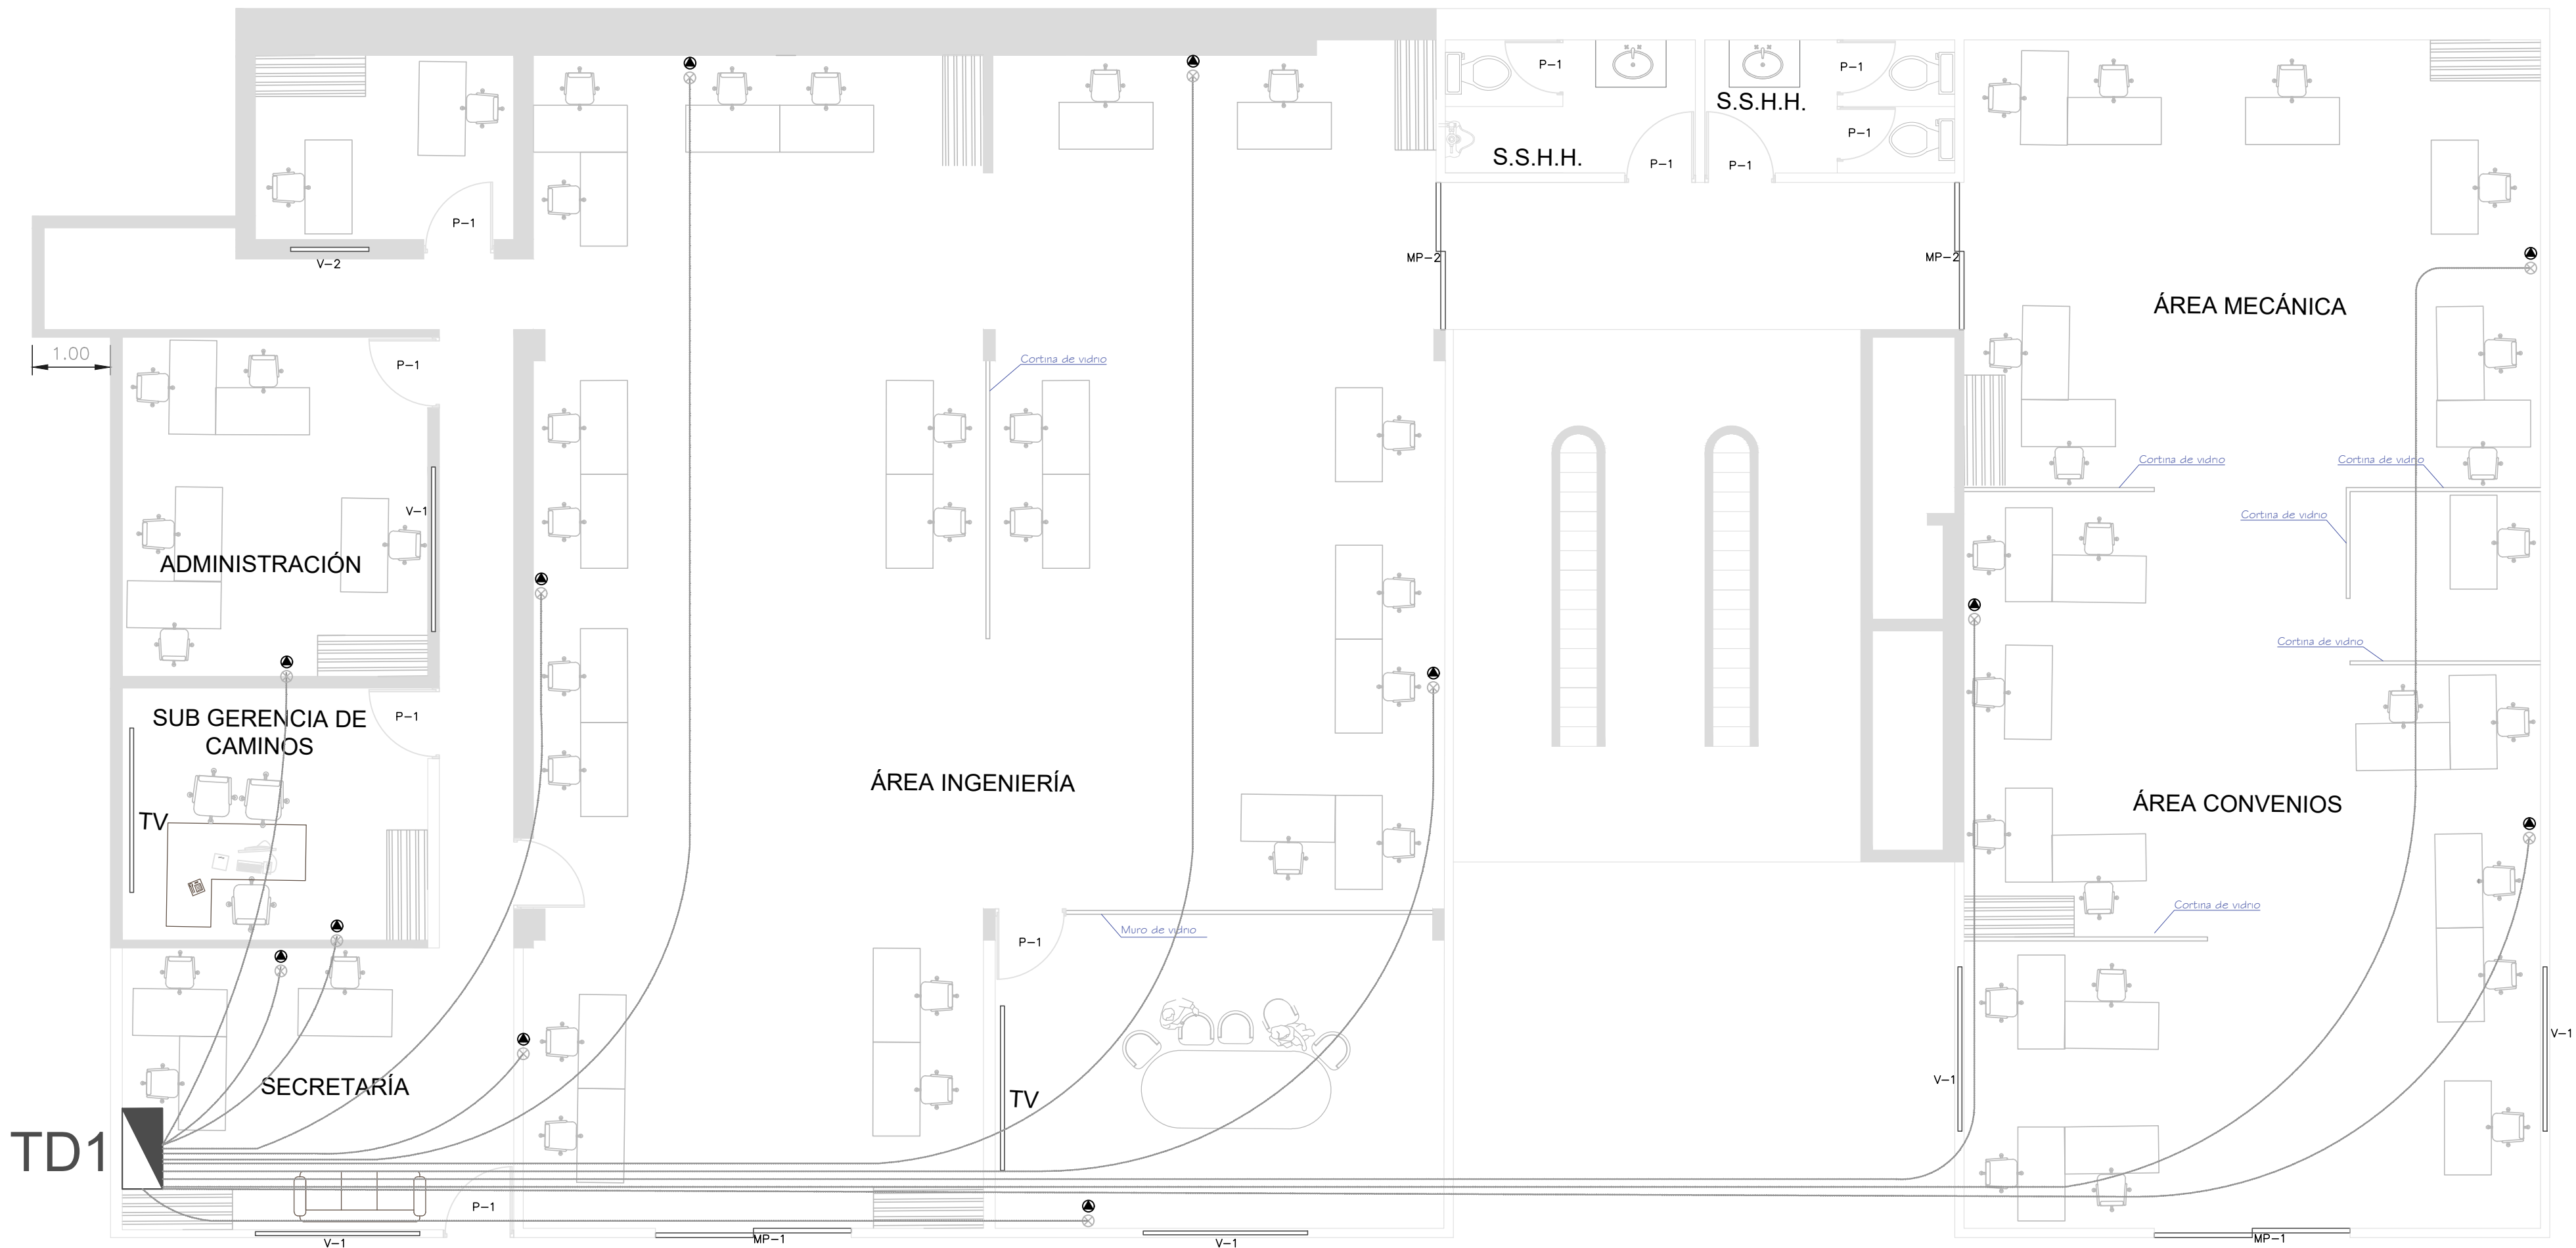 P-1
P-1
S.S.H.H.
P-1
S.S.H.H.
P-1
P-1
P-1
V-2
MP-2
MP-2
ÁREA MECÁNICA
1.00
P-1
Cortina de vidrio
Cortina de vidrio
Cortina de vidrio
V-1
Cortina de vidrio
ADMINISTRACIÓN
Cortina de vidrio
SUB GERENCIA DE
CAMINOS
P-1
ÁREA INGENIERÍA
ÁREA CONVENIOS
TV
Cortina de vidrio
Muro de vidrio
P-1
V-1
SECRETARÍA
TV
V-1
TD1
P-1
V-1
MP-1
V-1
MP-1